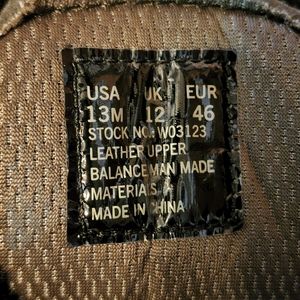 USA UK EUR
13M 12 46
STOCK NO: W03123
LEATHER UPPER
BALANCE MAN MADE
MATERIALS
MADE IN CHINA